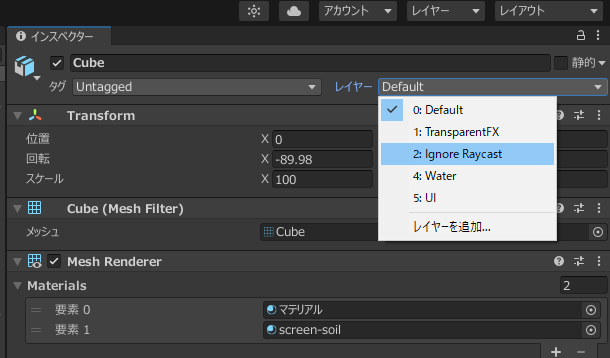 アカウント レイヤー レイアウト
インスペクター
Cube 静的
タグ Untagged レイヤー Default
0: Default
1: TransparentFX
2: Ignore Raycast
4: Water
5: UI
レイヤーを追加...
Transform
位置 X 0
回転 X -89.98
スケール X 100
Cube (Mesh Filter)
メッシュ Cube
Mesh Renderer
Materials 2
要素 0 マテリアル
要素 1 screen-soil